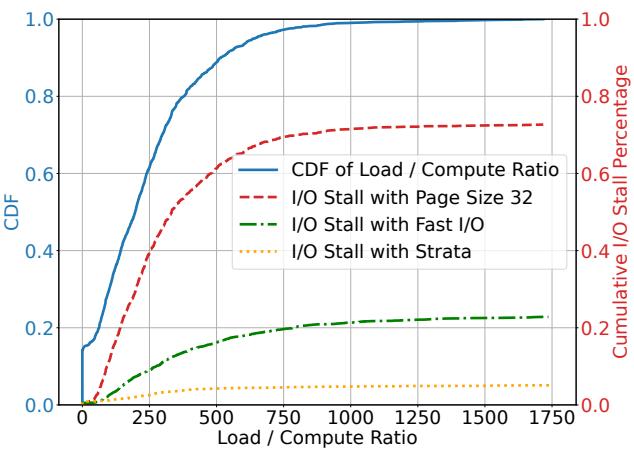 1.0
0.8
0.6
0.4
0.2
0.0
CDF
1.0
0.8
0.6
0.4
0.2
0.0
Cumulative I/O Stall Percentage
CDF of Load / Compute Ratio
I/O Stall with Page Size 32
I/O Stall with Fast I/O
I/O Stall with Strata
0 250 500 750 1000 1250 1500 1750
Load / Compute Ratio